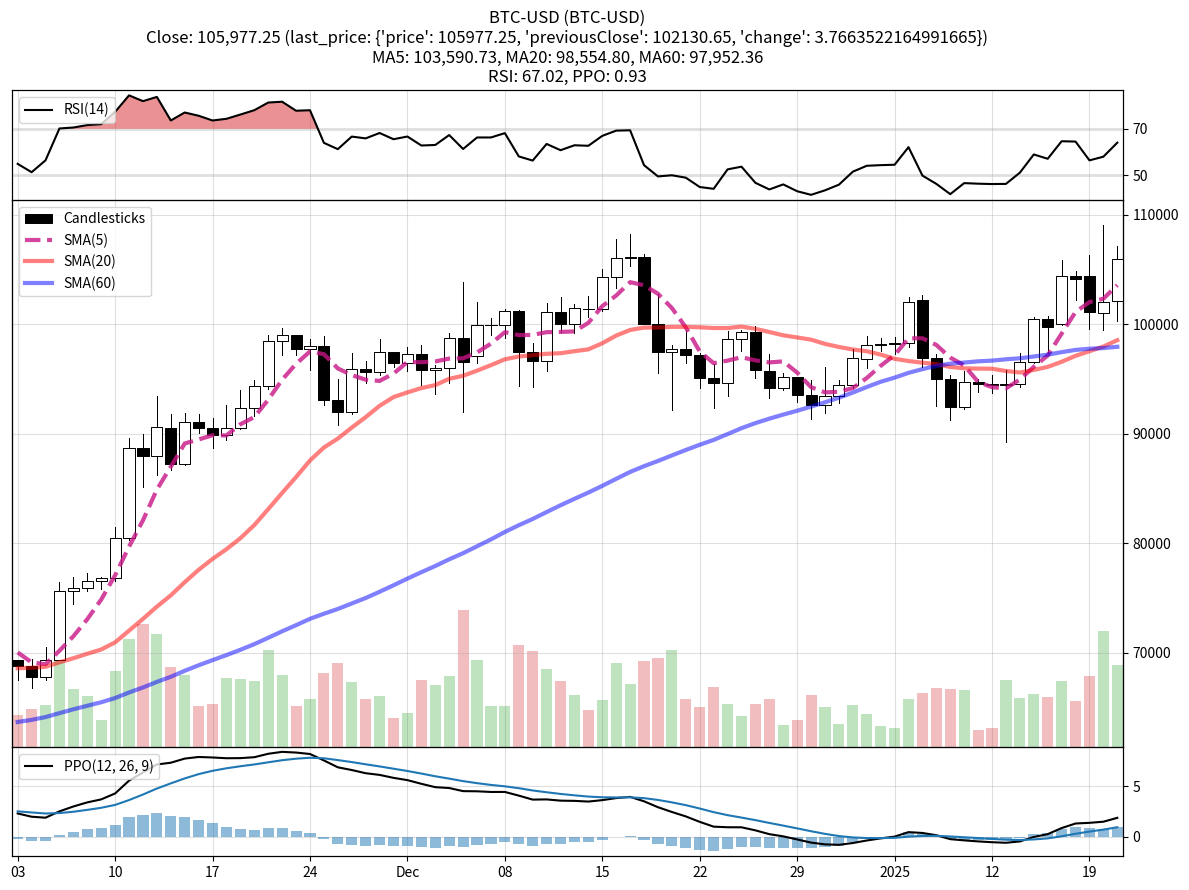 BTC-USD (BTC-USD)
Close: 105,977.25 (last_price: {'price': 105977.25, 'previousClose': 102130.65, 'change': 3.7663522164991665})
MA5: 103,590.73, MA20: 98,554.80, MA60: 97,952.36
RSI: 67.02, PPO: 0.93
RSI(14)
70
50
Candlesticks
SMA(5)
SMA(20)
SMA(60)
110000
100000
90000
80000
70000
PPO(12, 26, 9)
5
0
03 10 17 24 Dec 08 15 22 29 2025 12 19